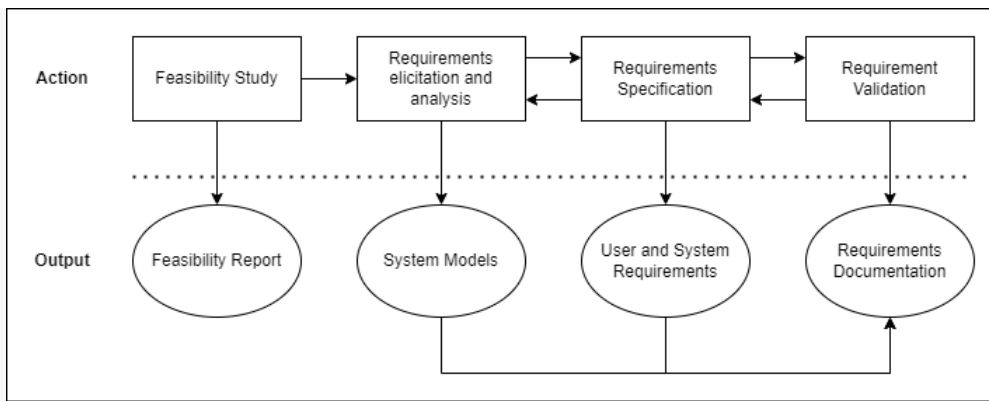 Action
Feasibility Study
Requirements
elicitation and
analysis
Requirements
Specification
Requirement
Validation
Output
Feasibility Report
System Models
User and System
Requirements
Requirements
Documentation